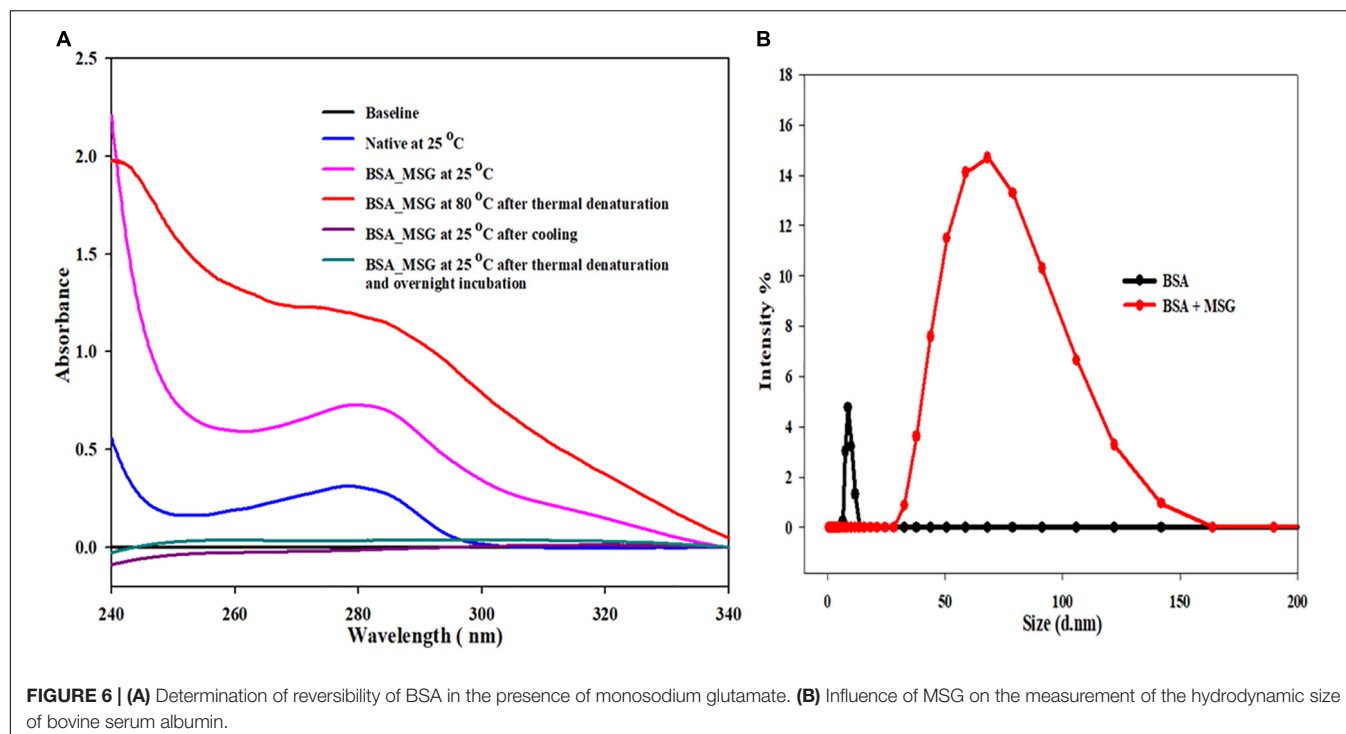 A
2.5
2.0
1.5
1.0
0.5
0.0
Absorbance
Baseline
Native at 25 ⁰C
BSA_MSG at 25 ⁰C
BSA_MSG at 80 ⁰C after thermal denaturation
BSA_MSG at 25 ⁰C after cooling
BSA_MSG at 25 ⁰C after thermal denaturation
and overnight incubation
240 260 280 300 320 340
Wavelength ( nm)
B
18
16
14
12
10
8
6
4
2
0
Intensity %
BSA
BSA + MSG
0 50 100 150 200
Size (d.nm)
FIGURE 6 | (A) Determination of reversibility of BSA in the presence of monosodium glutamate. (B) Influence of MSG on the measurement of the hydrodynamic size
of bovine serum albumin.